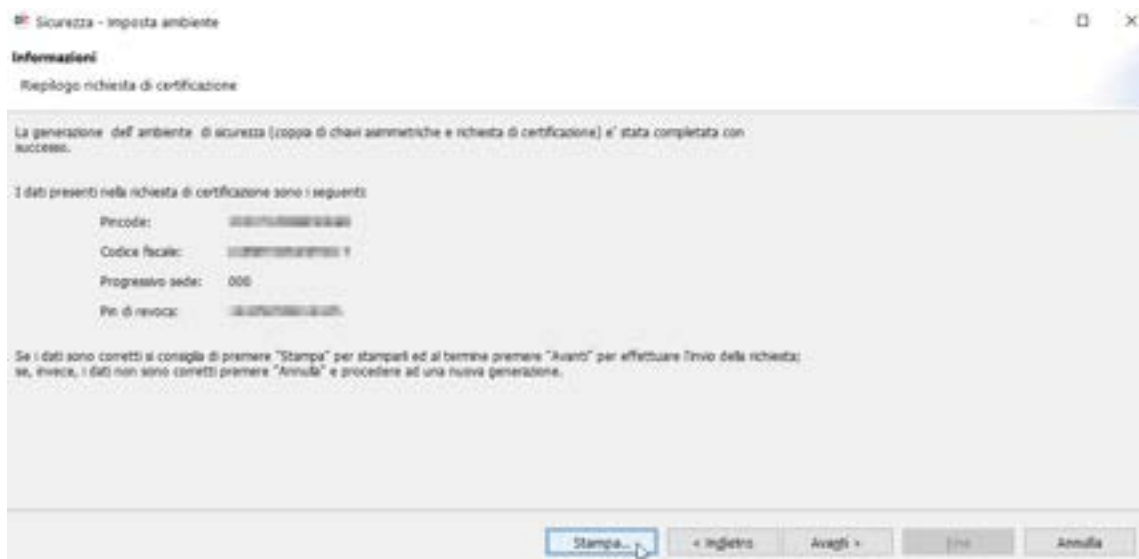 Sicurezza - Imposta ambiente
Informazioni
Riepilogo richiesta di certificazione
La generazione dell' ambiente di sicurezza (coppia di chiavi asimmetriche e richiesta di certificazione) e' stata completata con
successo.
I dati presenti nella richiesta di certificazione sono i seguenti:
Pincode:
Codice fiscale:
Progressivo sede: 000
Pin di revoca:
Se i dati sono corretti si consiglia di premere "Stampa" per stamparli ed al termine premere "Avanti" per effettuare l'invio della richiesta;
se, invece, i dati non sono corretti premere "Annulla" e procedere ad una nuova generazione.
Stampa... < Indietro Avanti > Fine Annulla